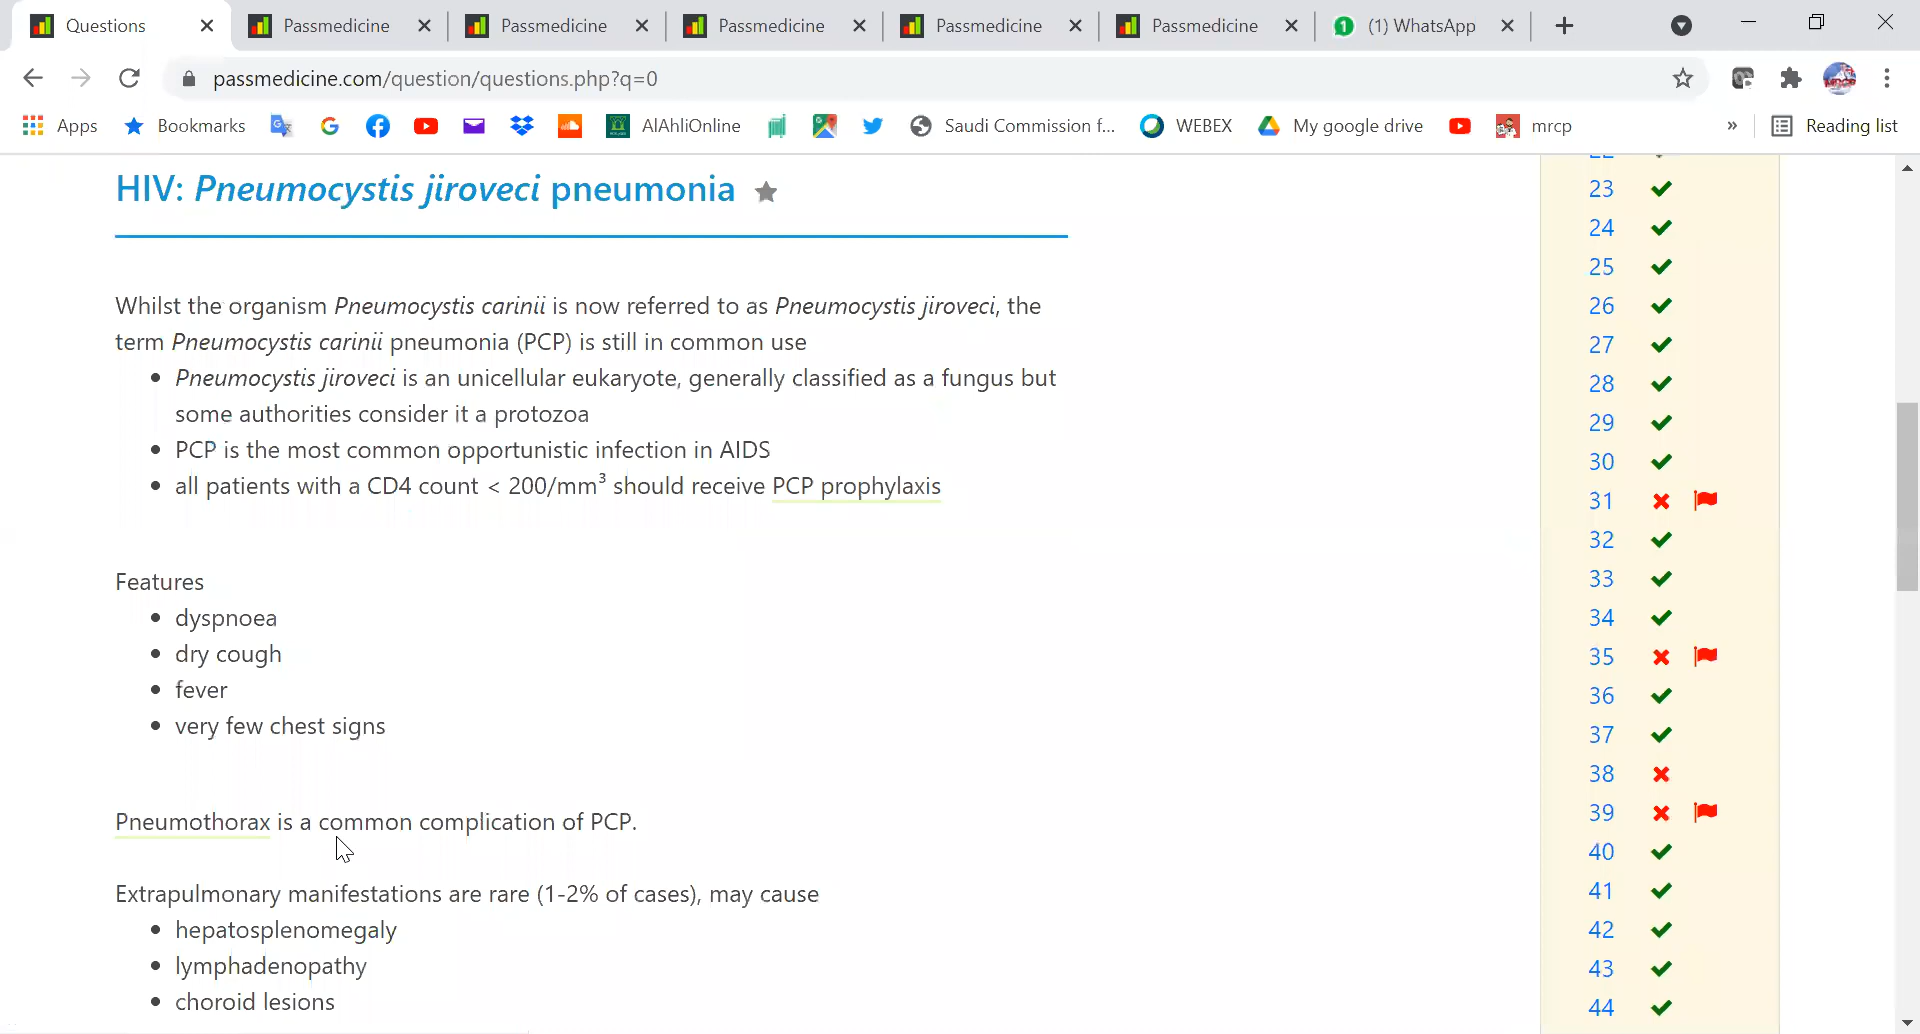 Questions
Passmedicine
Passmedicine
Passmedicine
Passmedicine
Passmedicine
(1) WhatsApp
passmedicine.com/question/questions.php?q=0
Apps
Bookmarks
AlAhliOnline
Saudi Commission f...
WEBEX
My google drive
mrcp
»
Reading list
HIV: Pneumocystis jiroveci pneumonia
Whilst the organism Pneumocystis carinii is now referred to as Pneumocystis jiroveci, the
term Pneumocystis carinii pneumonia (PCP) is still in common use
• Pneumocystis jiroveci is an unicellular eukaryote, generally classified as a fungus but
some authorities consider it a protozoa
• PCP is the most common opportunistic infection in AIDS
• all patients with a CD4 count < 200/mm³ should receive PCP prophylaxis
Features
• dyspnoea
• dry cough
• fever
• very few chest signs
Pneumothorax is a common complication of PCP.
Extrapulmonary manifestations are rare (1-2% of cases), may cause
• hepatosplenomegaly
• lymphadenopathy
• choroid lesions
23
24
25
26
27
28
29
30
31
32
33
34
35
36
37
38
39
40
41
42
43
44